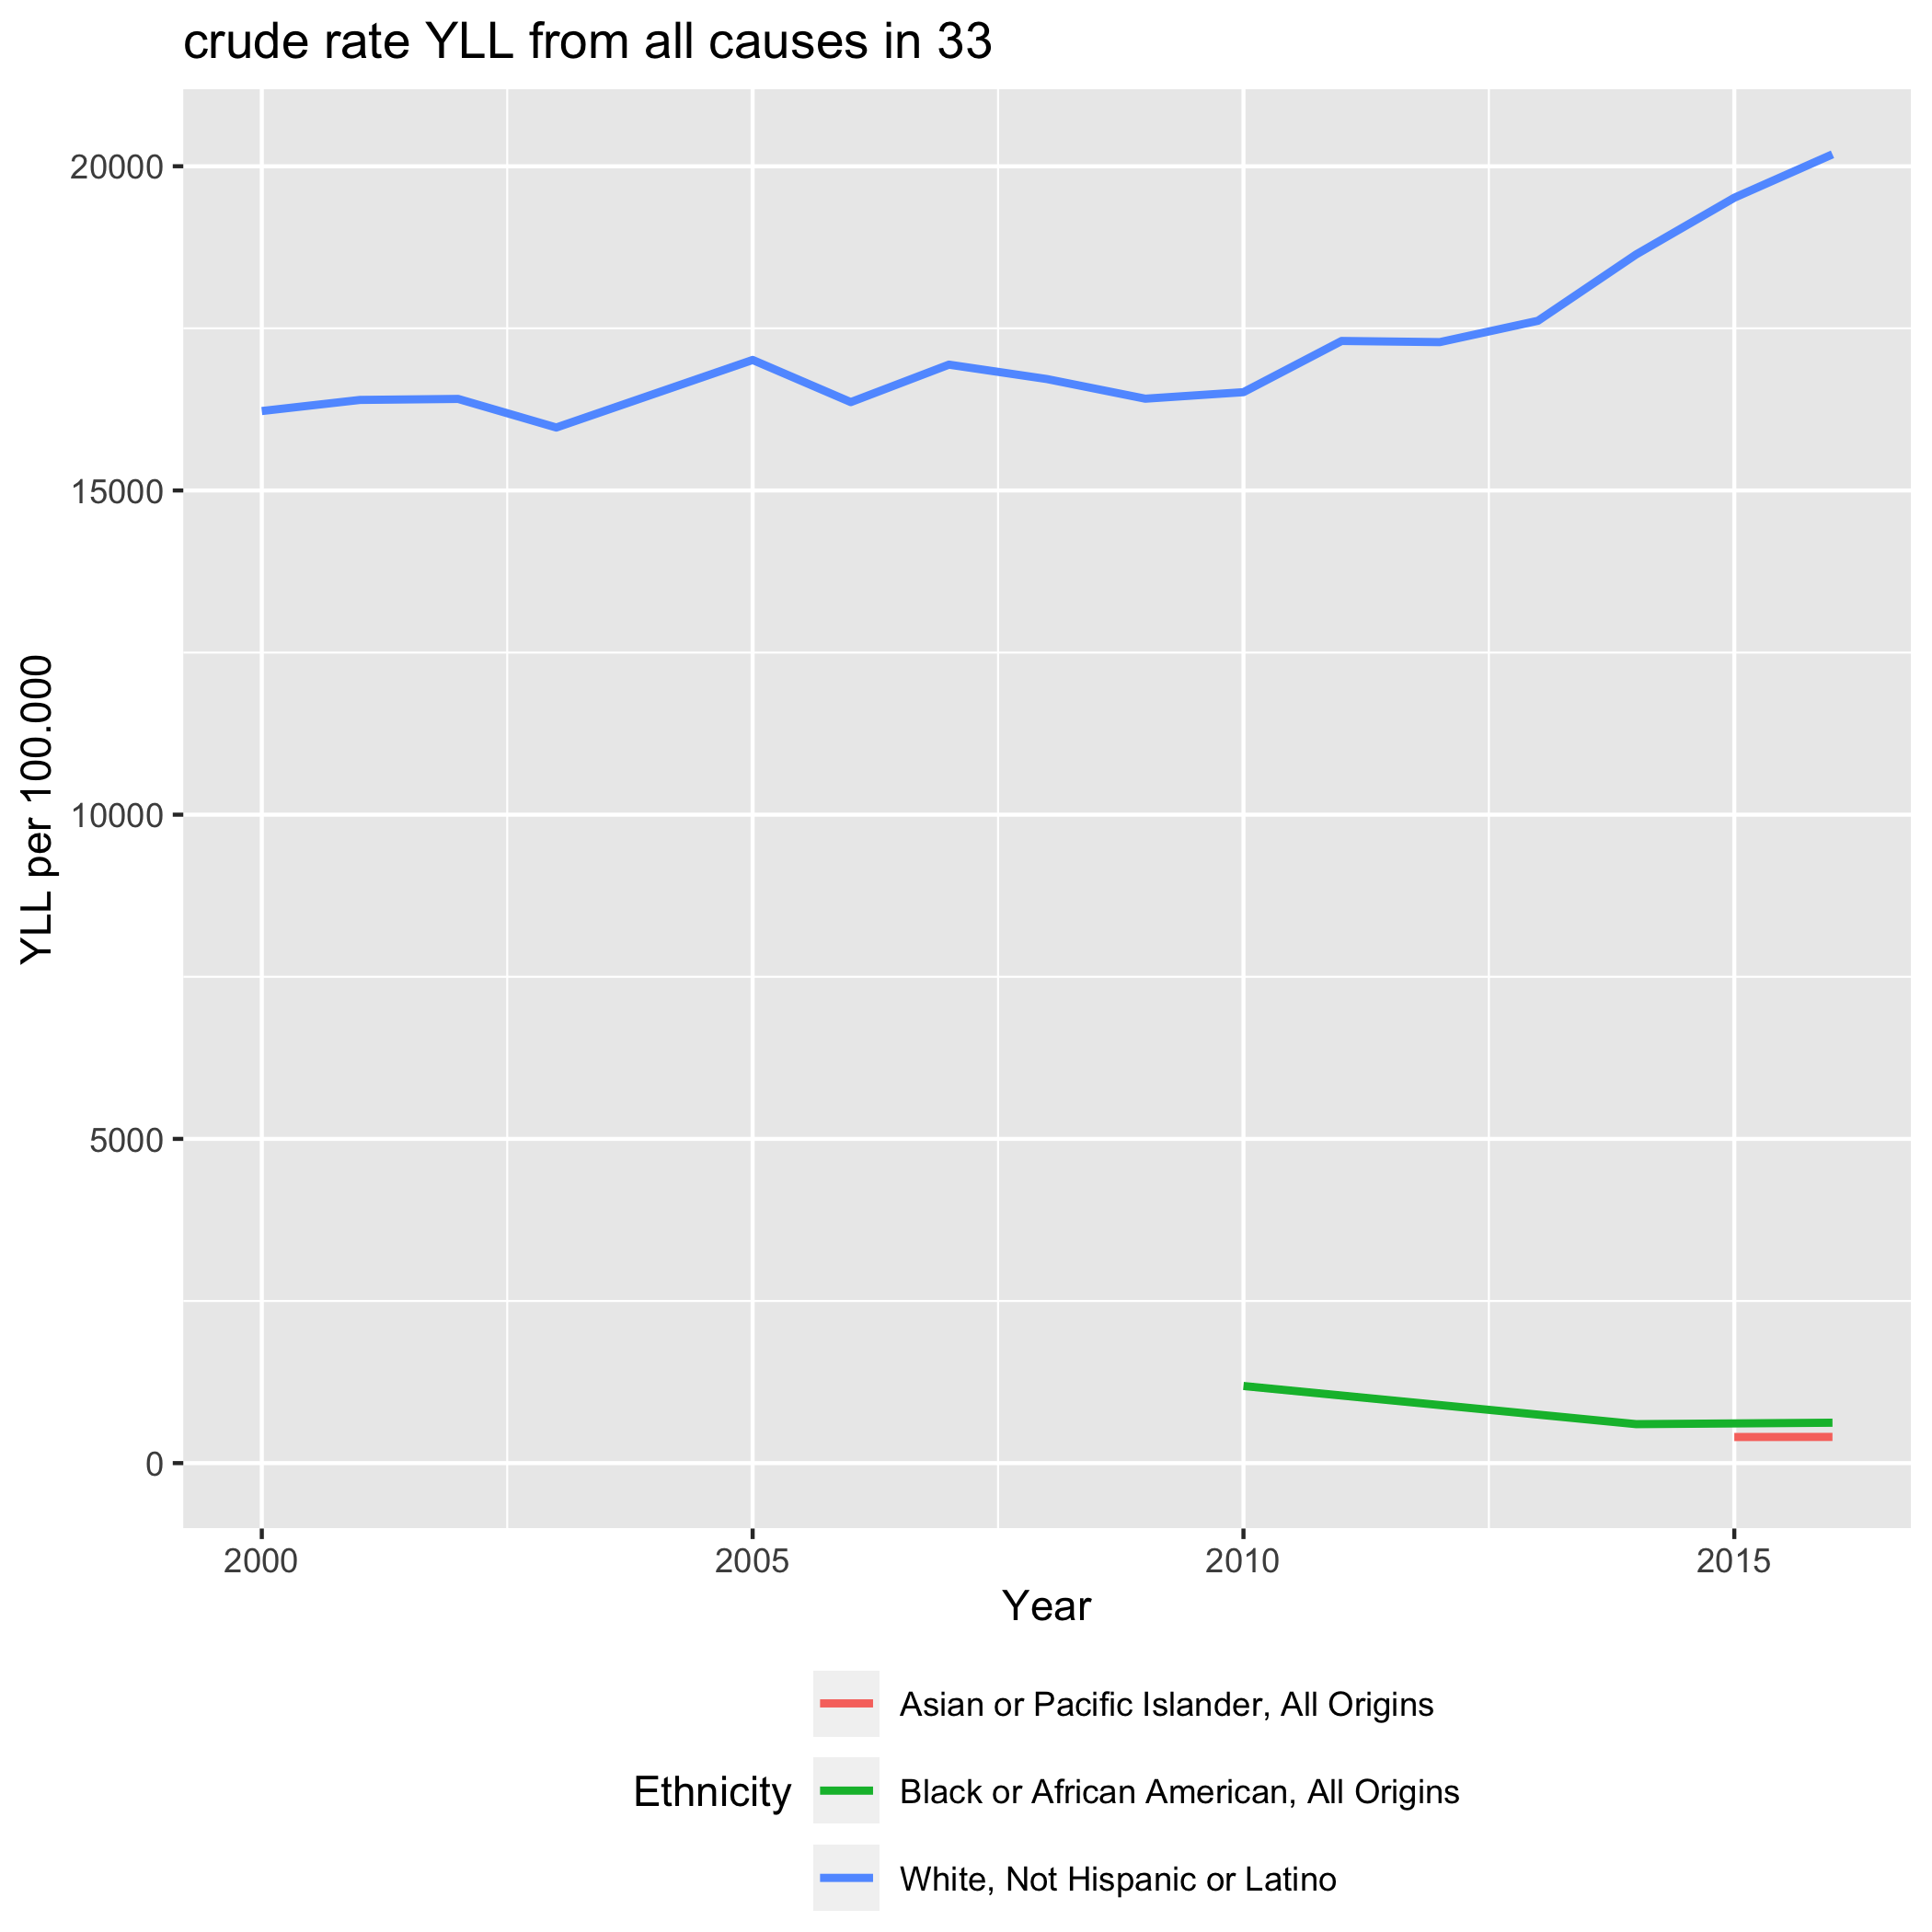 crude rate YLL from all causes in 33
YLL per 100.000
20000
15000
10000
5000
0
2000
2005
2010
2015
Year
Ethnicity
Asian or Pacific Islander, All Origins
Black or African American, All Origins
White, Not Hispanic or Latino